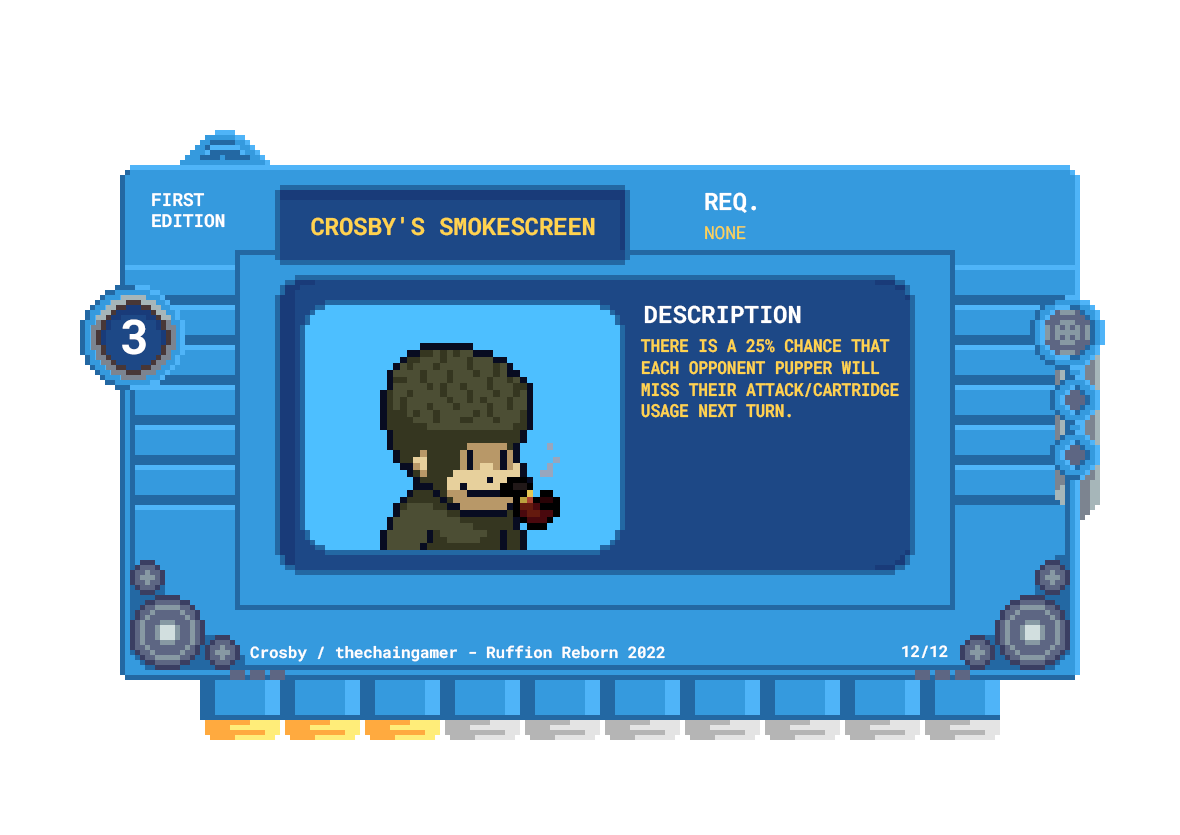 FIRST
EDITION
CROSBY'S SMOKESCREEN
REQ.
NONE
3
DESCRIPTION
THERE IS A 25% CHANCE THAT
EACH OPPONENT PUPPER WILL
MISS THEIR ATTACK/CARTRIDGE
USAGE NEXT TURN.
Crosby / thechaingamer - Ruffion Reborn 2022
12/12